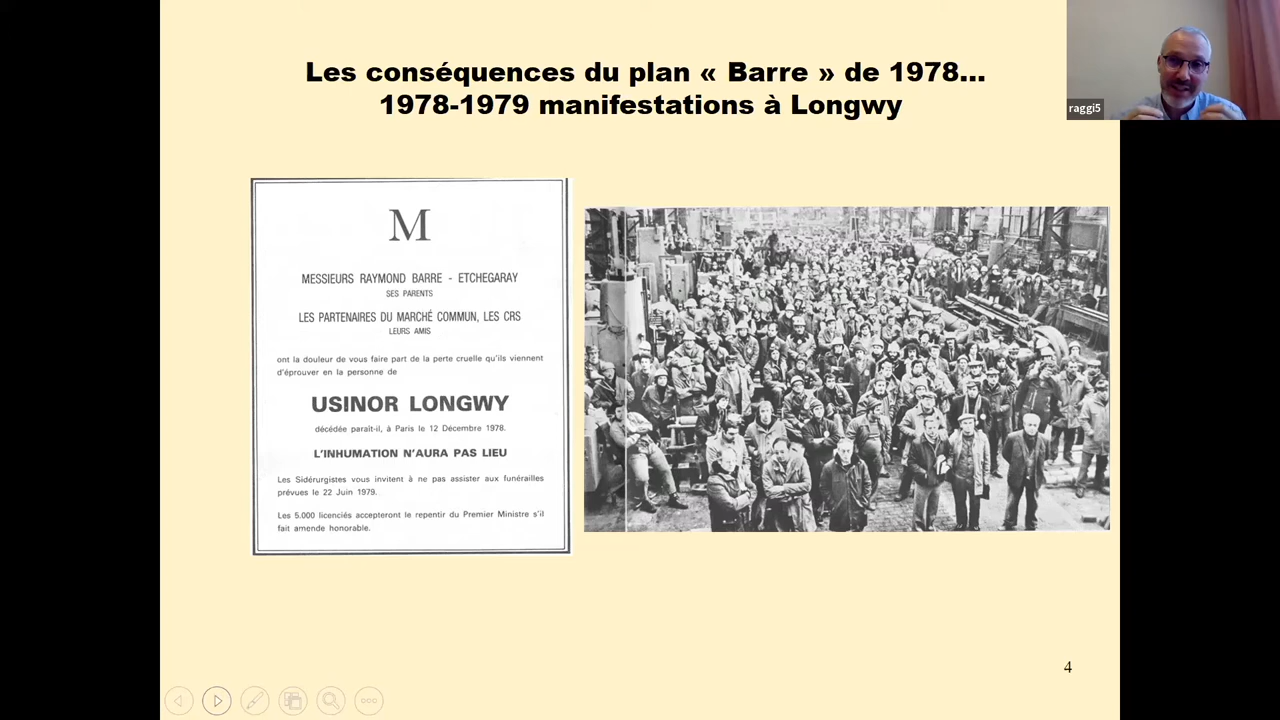 Les conséquences du plan « Barre » de 1978...
1978-1979 manifestations à Longwy
raggi5
M
MESSIEURS RAYMOND BARRE - ETCHEGARAY
SES PARENTS
LES PARTENAIRES DU MARCHÉ COMMUN, LES CRS
LEURS AMIS
ont la douleur de vous faire part de la perte cruelle qu'ils viennent
d'éprouver en la personne de
USINOR LONGWY
décédée paraît-il, à Paris le 12 Décembre 1978.
L'INHUMATION N'AURA PAS LIEU
Les Sidérurgistes vous invitent à ne pas assister aux funérailles
prévues le 22 Juin 1979.
Les 5.000 licenciés accepteront le repentir du Premier Ministre s'il
fait amende honorable.
4